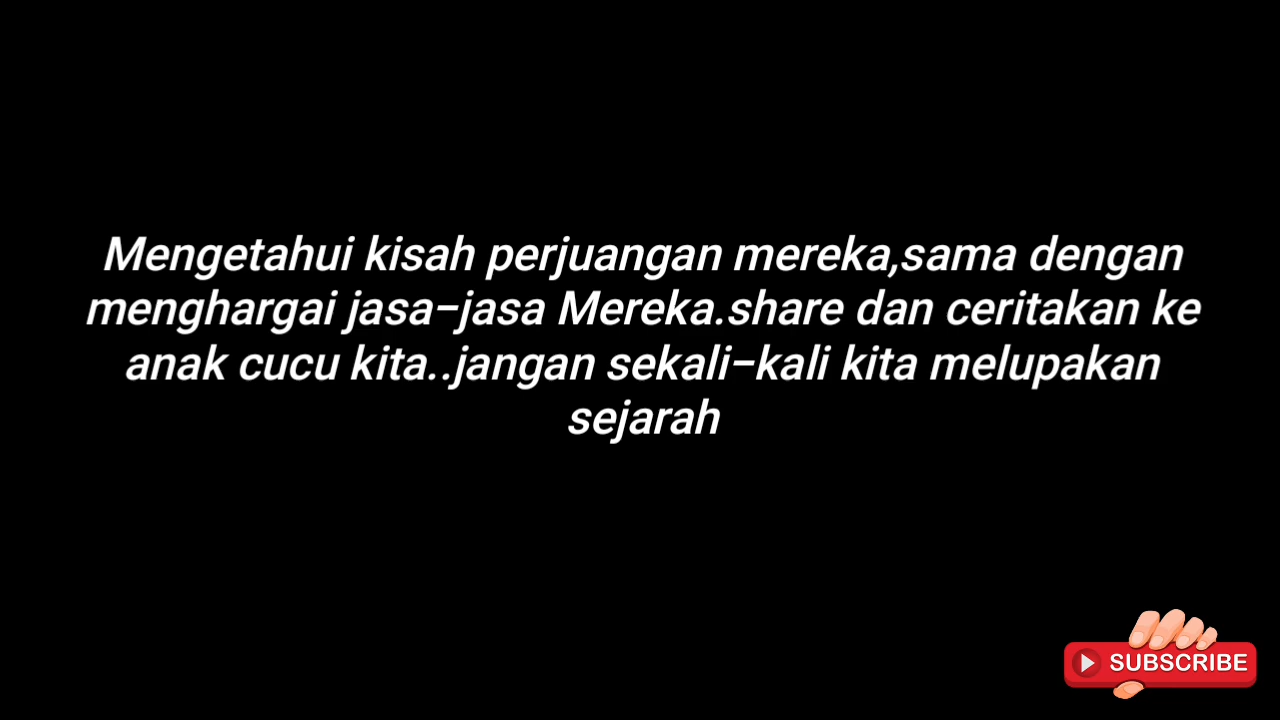 Mengetahui kisah perjuangan mereka,sama dengan
menghargai jasa-jasa Mereka.share dan ceritakan ke
anak cucu kita..jangan sekali-kali kita melupakan
sejarah
SUBSCRIBE